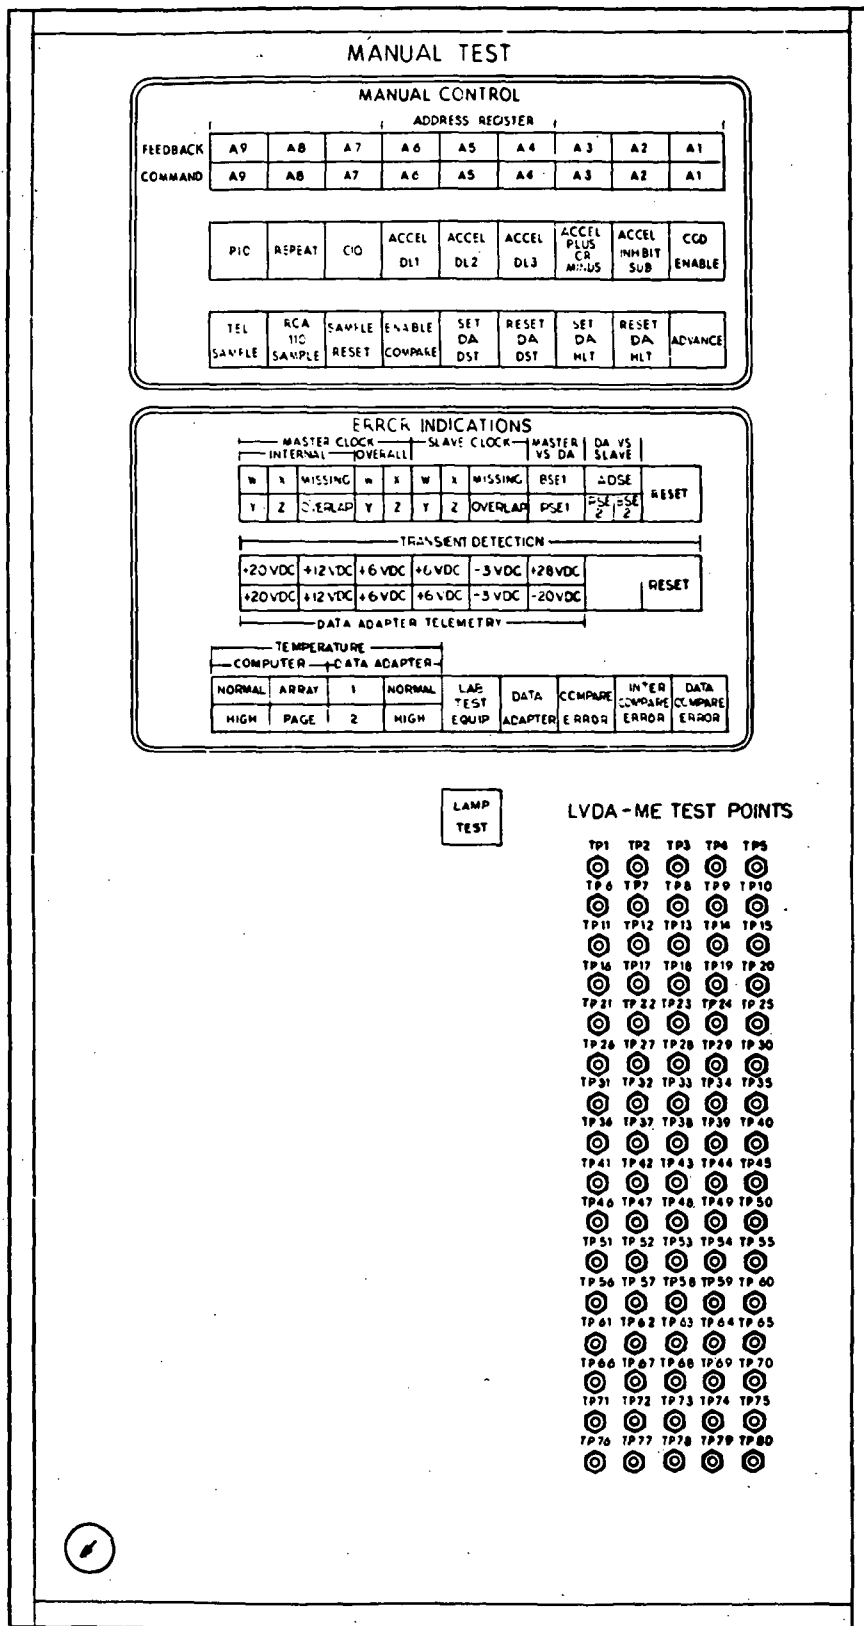 MANUAL TEST
MANUAL CONTROL
ADDRESS REGISTER
FEEDBACK A9 A8 A7 A6 A5 A4 A3 A2 A1
COMMAND A9 A8 A7 A6 A5 A4 A3 A2 A1
PIO REPEAT CIO ACCEL DL1 ACCEL DL2 ACCEL DL3 ACCEL PLUS OR MINUS ACCEL INHIBIT SUB CGD ENABLE
TEL SAMPLE RCA 110 SAMPLE SAMPLE RESET ENABLE COMPARE SET DA DST RESET DA DST SET DA HLT RESET DA HLT ADVANCE
ERROR INDICATIONS
MASTER CLOCK SLAVE CLOCK MASTER VS DA DA VS SLAVE
INTERNAL OVERALL
W X MISSING W X W X MISSING BSE1 ADSE RESET
Y Z OVERLAP Y Z Y Z OVERLAP PSE1 PSE 2 BSE 2
TRANSIENT DETECTION
+20 VDC +12 VDC +6 VDC +6 VDC -3 VDC +28 VDC RESET
+20 VDC +12 VDC +6 VDC +6 VDC -3 VDC -20 VDC
DATA ADAPTER TELEMETRY
TEMPERATURE
COMPUTER DATA ADAPTER
NORMAL ARRAY 1 NORMAL LAB TEST EQUIP DATA ADAPTER COMPARE ERROR INTER COMPARE ERROR DATA COMPARE ERROR
HIGH PAGE 2 HIGH
LAMP TEST
LVDA-ME TEST POINTS
TP1 TP2 TP3 TP4 TP5
TP6 TP7 TP8 TP9 TP10
TP11 TP12 TP13 TP14 TP15
TP16 TP17 TP18 TP19 TP20
TP21 TP22 TP23 TP24 TP25
TP26 TP27 TP28 TP29 TP30
TP31 TP32 TP33 TP34 TP35
TP36 TP37 TP38 TP39 TP40
TP41 TP42 TP43 TP44 TP45
TP46 TP47 TP48 TP49 TP50
TP51 TP52 TP53 TP54 TP55
TP56 TP57 TP58 TP59 TP60
TP61 TP62 TP63 TP64 TP65
TP66 TP67 TP68 TP69 TP70
TP71 TP72 TP73 TP74 TP75
TP76 TP77 TP78 TP79 TP80